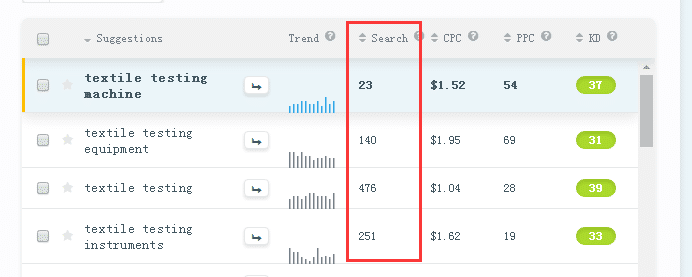 Suggestions Trend Search CPC PPC KD
textile testing
machine 23 $1.52 54 37
textile testing
equipment 140 $1.95 69 31
textile testing 476 $1.04 28 39
textile testing
instruments 251 $1.62 19 33